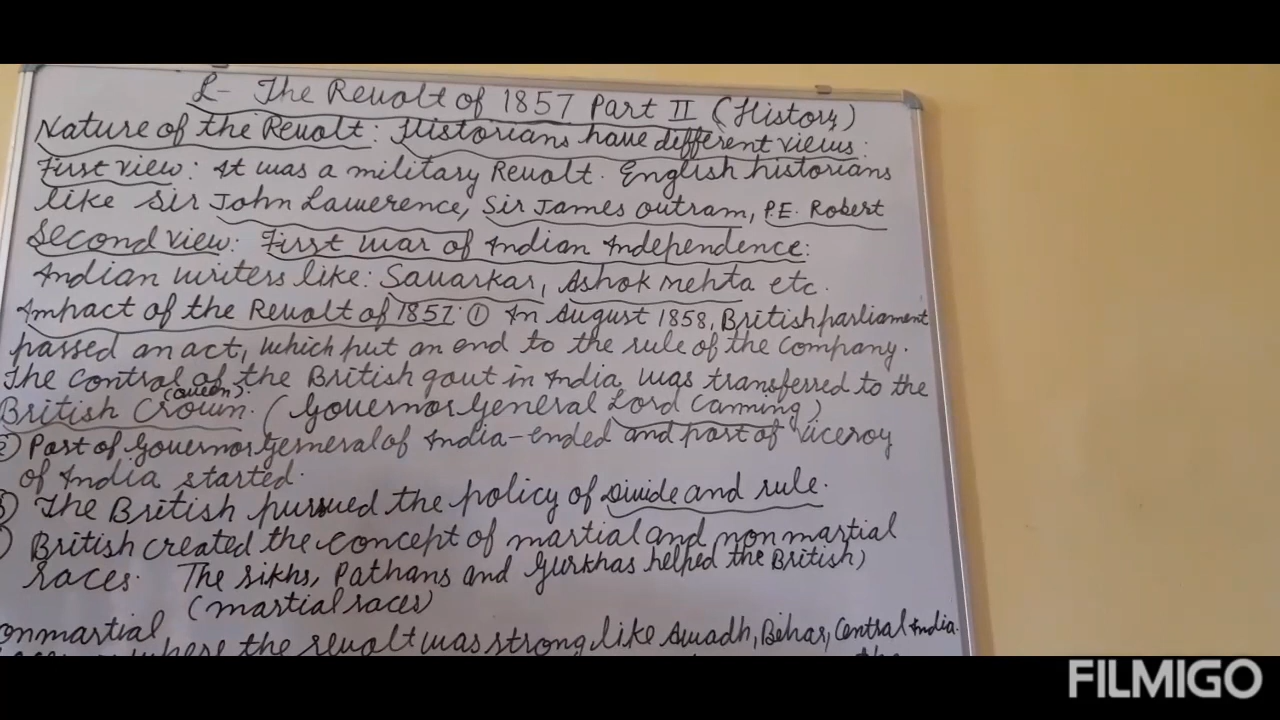 L- The Revolt of 1857 Part II (History)
Nature of the Revolt: Historians have different views:
First view: It was a military Revolt. English historians
like Sir John Lawerence, Sir James Outram, P.E. Robert
Second view: First war of Indian Independence:
Indian writers like: Savarkar, Ashok mehta etc.
Impact of the Revolt of 1857: ① In August 1858, British parliament
passed an act, which put an end to the rule of the company.
The control of the British govt in India was transferred to the
(Queen).
British Crown. (Governor General Lord Canning)
② Post of Governor General of India-ended and post of viceroy
of India started.
③ The British pursued the policy of Divide and rule.
British created the concept of martial and non martial
races. The sikhs, Pathans and Gurkhas helped the British)
(martial races)
onmartial
where the revolt was strong, like Awadh, Behar, Central India.
the
FILMIGO